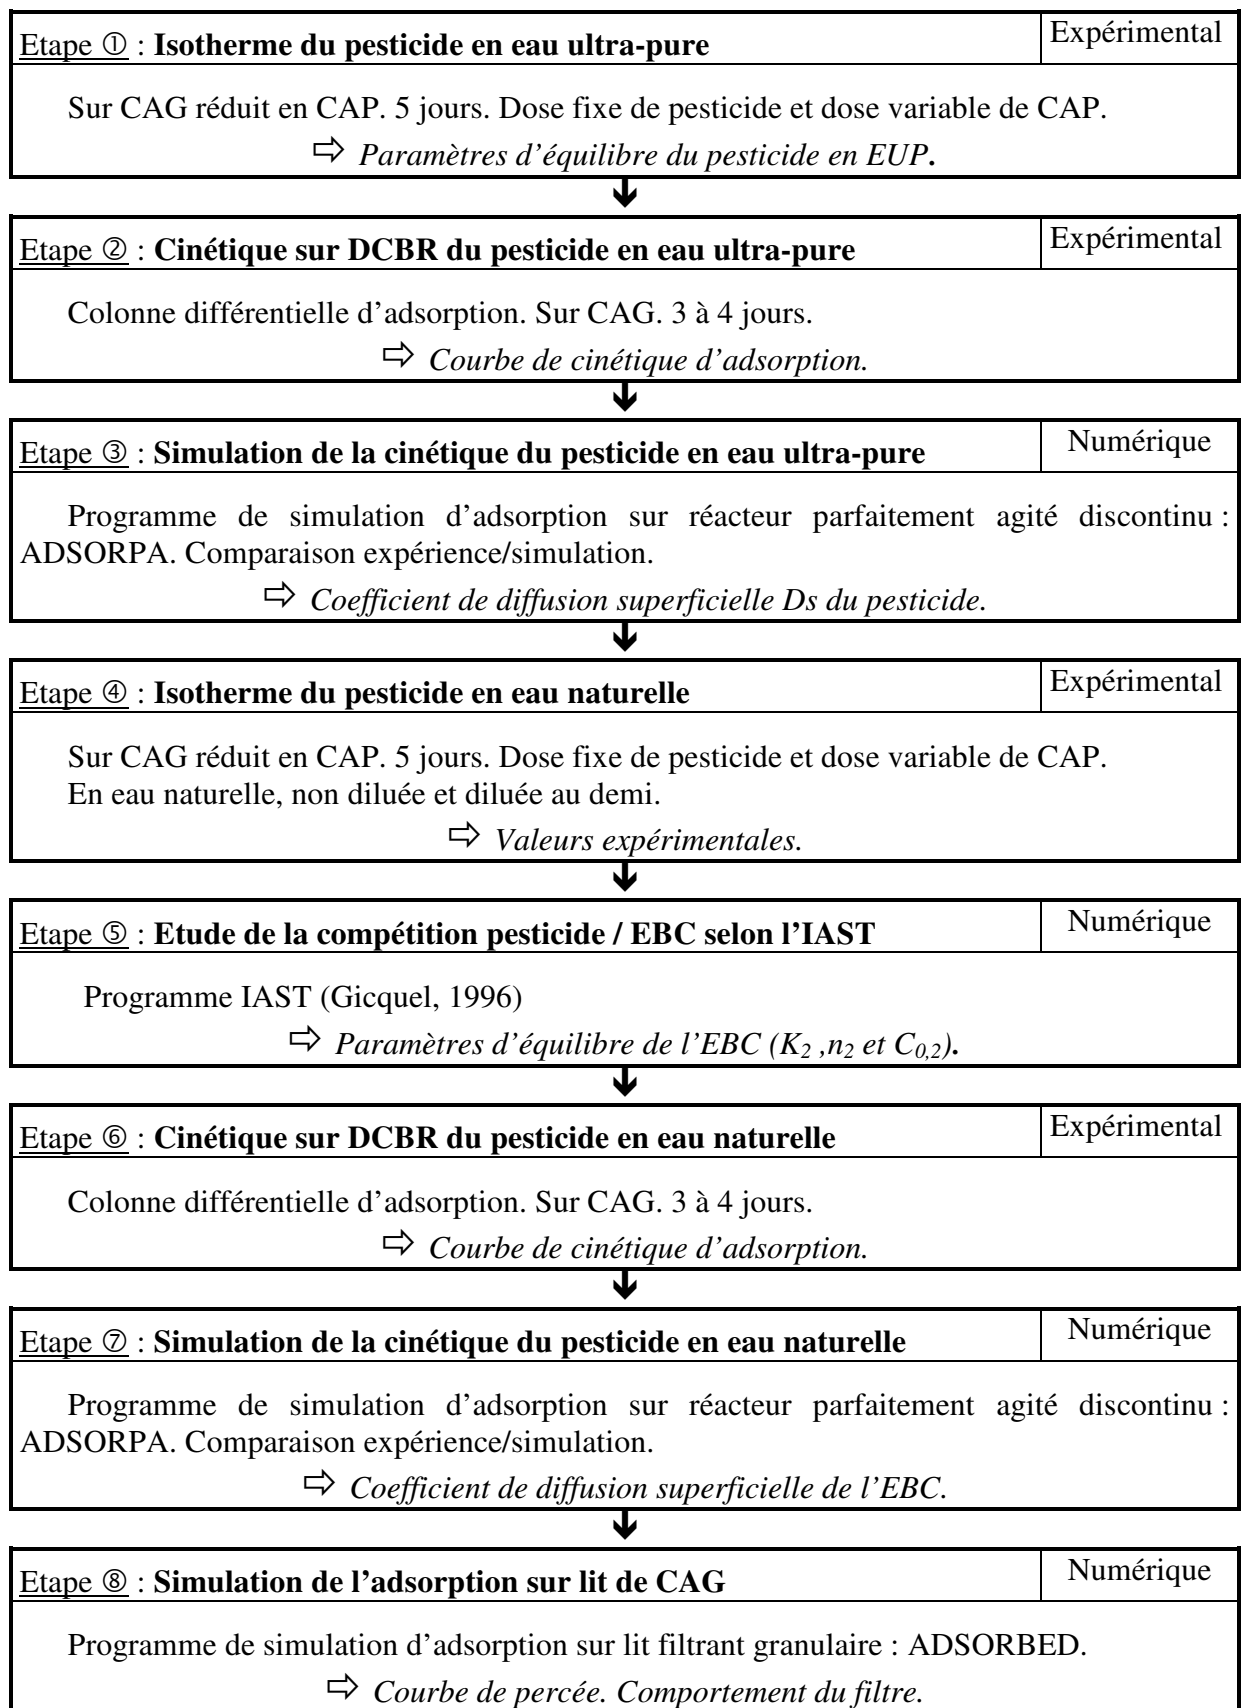 Etape ① : Isotherme du pesticide en eau ultra-pure Expérimental
Sur CAG réduit en CAP. 5 jours. Dose fixe de pesticide et dose variable de CAP.
⇨ Paramètres d'équilibre du pesticide en EUP.
Etape ② : Cinétique sur DCBR du pesticide en eau ultra-pure Expérimental
Colonne différentielle d'adsorption. Sur CAG. 3 à 4 jours.
⇨ Courbe de cinétique d'adsorption.
Etape ③ : Simulation de la cinétique du pesticide en eau ultra-pure Numérique
Programme de simulation d'adsorption sur réacteur parfaitement agité discontinu :
ADSORPA. Comparaison expérience/simulation.
⇨ Coefficient de diffusion superficielle Ds du pesticide.
Etape ④ : Isotherme du pesticide en eau naturelle Expérimental
Sur CAG réduit en CAP. 5 jours. Dose fixe de pesticide et dose variable de CAP.
En eau naturelle, non diluée et diluée au demi.
⇨ Valeurs expérimentales.
Etape ⑤ : Etude de la compétition pesticide / EBC selon l'IAST Numérique
Programme IAST (Gicquel, 1996)
⇨ Paramètres d'équilibre de l'EBC (K2 ,n2 et C0,2).
Etape ⑥ : Cinétique sur DCBR du pesticide en eau naturelle Expérimental
Colonne différentielle d'adsorption. Sur CAG. 3 à 4 jours.
⇨ Courbe de cinétique d'adsorption.
Etape ⑦ : Simulation de la cinétique du pesticide en eau naturelle Numérique
Programme de simulation d'adsorption sur réacteur parfaitement agité discontinu :
ADSORPA. Comparaison expérience/simulation.
⇨ Coefficient de diffusion superficielle de l'EBC.
Etape ⑧ : Simulation de l'adsorption sur lit de CAG Numérique
Programme de simulation d'adsorption sur lit filtrant granulaire : ADSORBED.
⇨ Courbe de percée. Comportement du filtre.